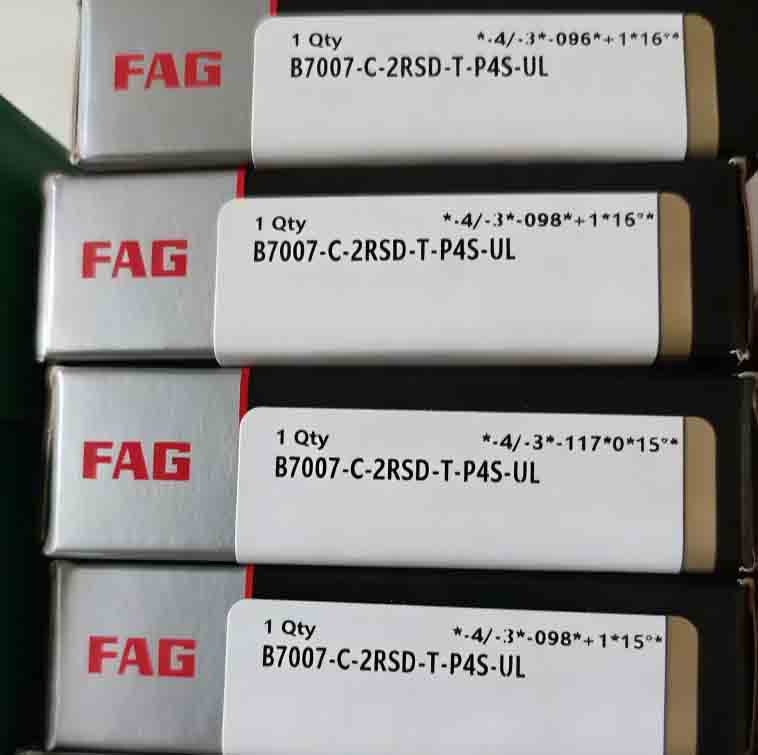 FAG
1 Qty *-4/-3*-096*+1*16°*
B7007-C-2RSD-T-P4S-UL
FAG
1 Qty *-4/-3*-098*+1*16°*
B7007-C-2RSD-T-P4S-UL
FAG
1 Qty *-4/-3*-117*0*15°*
B7007-C-2RSD-T-P4S-UL
FAG
1 Qty *-4/-3*-098*+1*15°*
B7007-C-2RSD-T-P4S-UL